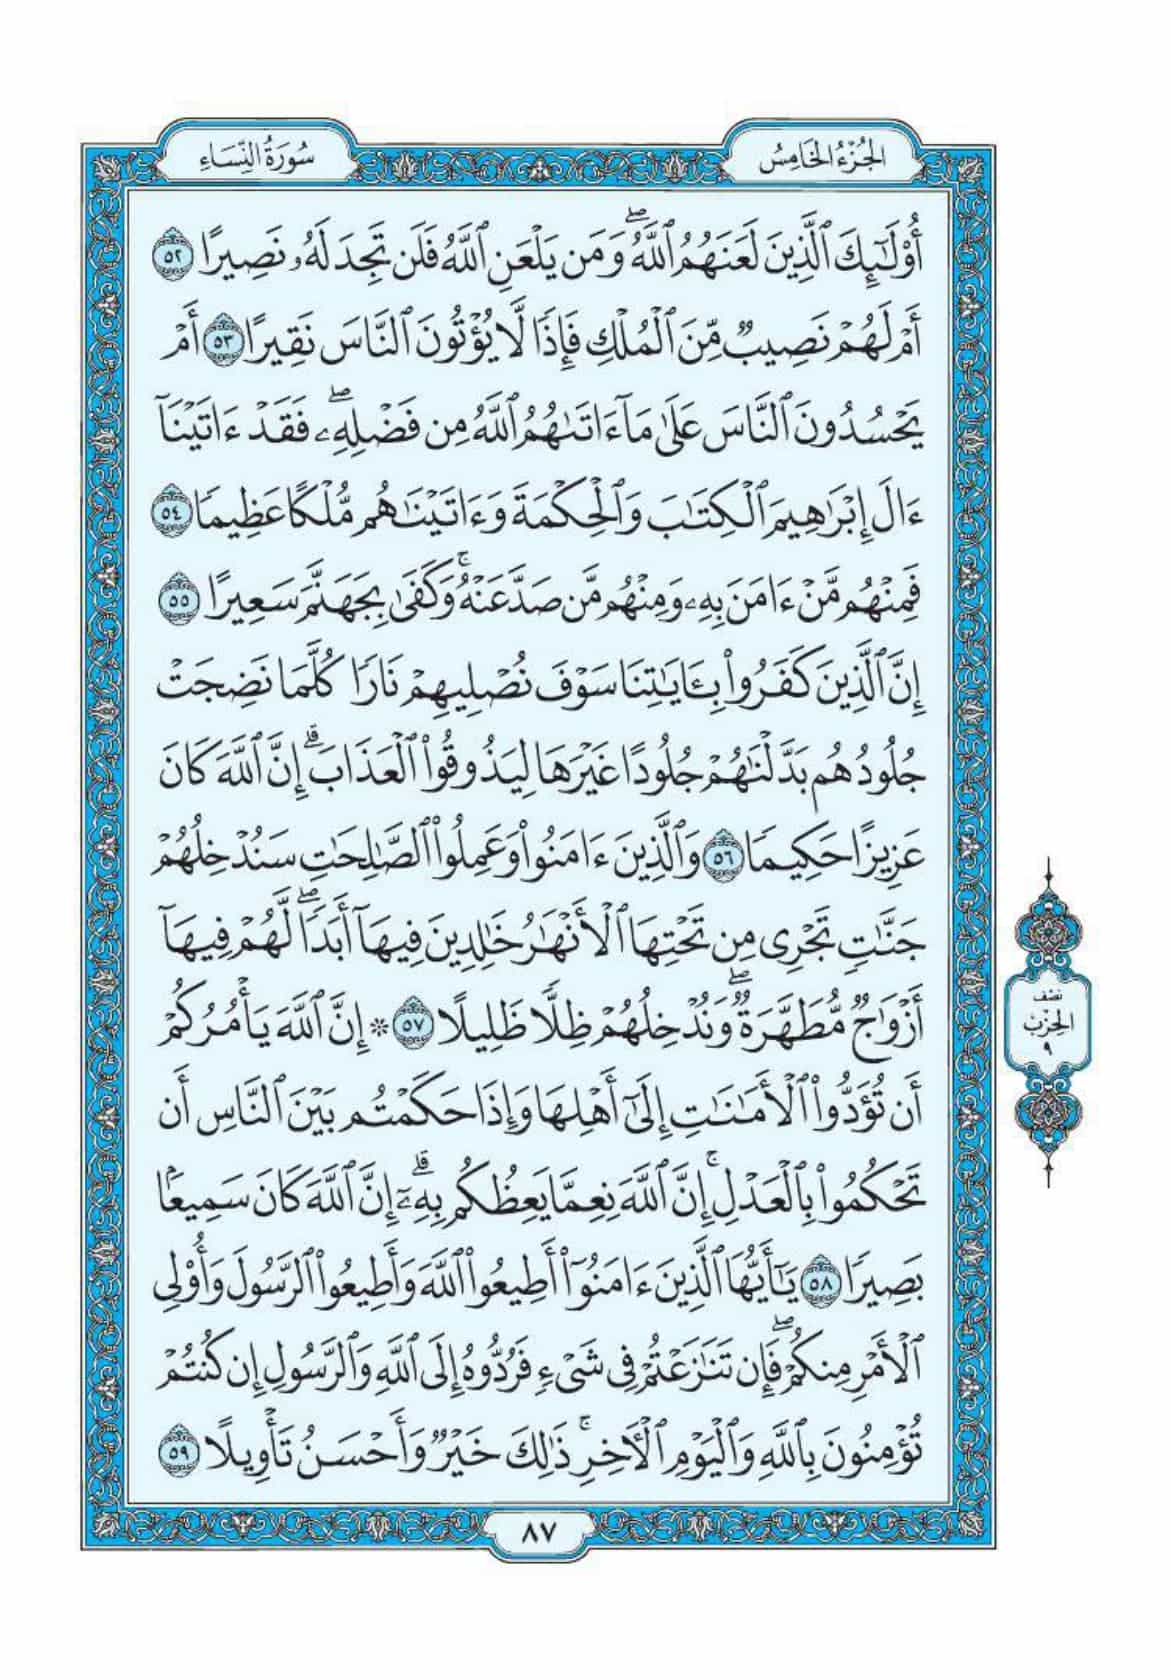 الجُزْءُ الخَامِسُ
سُورَةُ النِّسَاءِ
أُوْلَٰٓئِكَ ٱلَّذِينَ لَعَنَهُمُ ٱللَّهُۖ وَمَن يَلْعَنِ ٱللَّهُ فَلَن تَجِدَ لَهُۥ نَصِيرًا ٥٢
أَمْ لَهُمْ نَصِيبٌ مِّنَ ٱلْمُلْكِ فَإِذًا لَّا يُؤْتُونَ ٱلنَّاسَ نَقِيرًا ٥٣ أَمْ
يَحْسُدُونَ ٱلنَّاسَ عَلَىٰ مَآ ءَاتَىٰهُمُ ٱللَّهُ مِن فَضْلِهِۦۖ فَقَدْ ءَاتَيْنَآ
ءَالَ إِبْرَٰهِيمَ ٱلْكِتَٰبَ وَٱلْحِكْمَةَ وَءَاتَيْنَٰهُم مُّلْكًا عَظِيمًا ٥٤
فَمِنْهُم مَّنْ ءَامَنَ بِهِۦ وَمِنْهُم مَّن صَدَّ عَنْهُۚ وَكَفَىٰ بِجَهَنَّمَ سَعِيرًا ٥٥
إِنَّ ٱلَّذِينَ كَفَرُوا۟ بِـَٔايَٰتِنَا سَوْفَ نُصْلِيهِمْ نَارًا كُلَّمَا نَضِجَتْ
جُلُودُهُم بَدَّلْنَٰهُمْ جُلُودًا غَيْرَهَا لِيَذُوقُوا۟ ٱلْعَذَابَۗ إِنَّ ٱللَّهَ كَانَ
عَزِيزًا حَكِيمًا ٥٦ وَٱلَّذِينَ ءَامَنُوا۟ وَعَمِلُوا۟ ٱلصَّٰلِحَٰتِ سَنُدْخِلُهُمْ
جَنَّٰتٍ تَجْرِى مِن تَحْتِهَا ٱلْأَنْهَٰرُ خَٰلِدِينَ فِيهَآ أَبَدًاۖ لَّهُمْ فِيهَآ
أَزْوَٰجٌ مُّطَهَّرَةٌۖ وَنُدْخِلُهُمْ ظِلًّا ظَلِيلًا ٥٧ ۞ إِنَّ ٱللَّهَ يَأْمُرُكُمْ
أَن تُؤَدُّوا۟ ٱلْأَمَٰنَٰتِ إِلَىٰٓ أَهْلِهَا وَإِذَا حَكَمْتُم بَيْنَ ٱلنَّاسِ أَن
تَحْكُمُوا۟ بِٱلْعَدْلِۚ إِنَّ ٱللَّهَ نِعِمَّا يَعِظُكُم بِهِۦٓۗ إِنَّ ٱللَّهَ كَانَ سَمِيعًۢا
بَصِيرًا ٥٨ يَٰٓأَيُّهَا ٱلَّذِينَ ءَامَنُوٓا۟ أَطِيعُوا۟ ٱللَّهَ وَأَطِيعُوا۟ ٱلرَّسُولَ وَأُو۟لِى
ٱلْأَمْرِ مِنكُمْۖ فَإِن تَنَٰزَعْتُمْ فِى شَىْءٍ فَرُدُّوهُ إِلَى ٱللَّهِ وَٱلرَّسُولِ إِن كُنتُمْ
تُؤْمِنُونَ بِٱللَّهِ وَٱلْيَوْمِ ٱلْءَاخِرِۚ ذَٰلِكَ خَيْرٌ وَأَحْسَنُ تَأْوِيلًا ٥٩
نصْف
الحِزْبِ
٩
٨٧